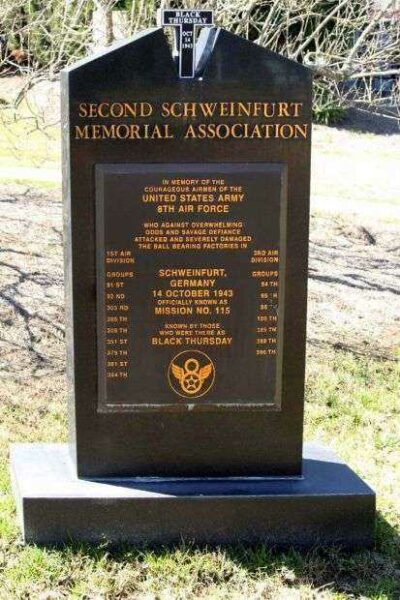 BLACK
THURSDAY
OCT
14
1943
SECOND SCHWEINFURT
MEMORIAL ASSOCIATION
IN MEMORY OF THE
COURAGEOUS AIRMEN OF THE
UNITED STATES ARMY
8TH AIR FORCE
WHO AGAINST OVERWHELMING
ODDS AND SAVAGE DEFIANCE
ATTACKED AND SEVERELY DAMAGED
THE BALL BEARING FACTORIES IN
1ST AIR
DIVISION
GROUPS
91 ST
92 ND
303 RD
305 TH
306 TH
351 ST
379 TH
381 ST
384 TH
SCHWEINFURT,
GERMANY
14 OCTOBER 1943
OFFICIALLY KNOWN AS
MISSION NO. 115
KNOWN BY THOSE
WHO WERE THERE AS
BLACK THURSDAY
8
3RD AIR
DIVISION
GROUPS
94 TH
95 TH
100 TH
385 TH
388 TH
390 TH